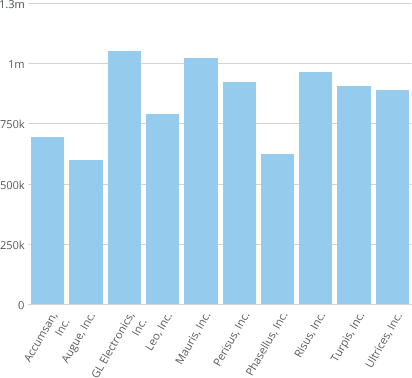 1.3m
1m
750k
500k
250k
0
Accumsan,
Inc.
Augue, Inc.
GL Electronics,
Inc.
Leo, Inc.
Mauris, Inc.
Perisus, Inc.
Phasellus, Inc.
Risus, Inc.
Turpis, Inc.
Ultrices, Inc.